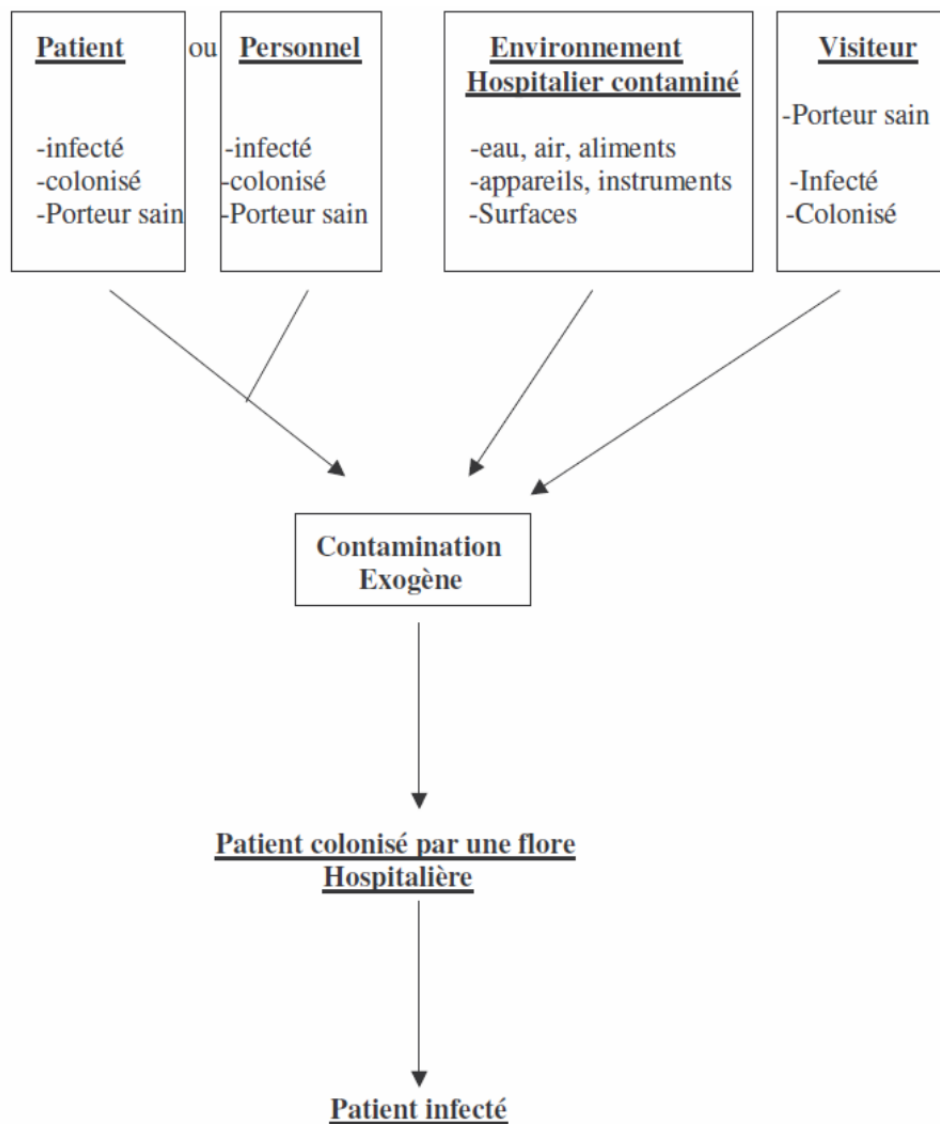 Patient
-infecté
-colonisé
-Porteur sain
ou
Personnel
-infecté
-colonisé
-Porteur sain
Environnement
Hospitalier contaminé
-eau, air, aliments
-appareils, instruments
-Surfaces
Visiteur
-Porteur sain
-Infecté
-Colonisé
Contamination
Exogène
Patient colonisé par une flore
Hospitalière
Patient infecté